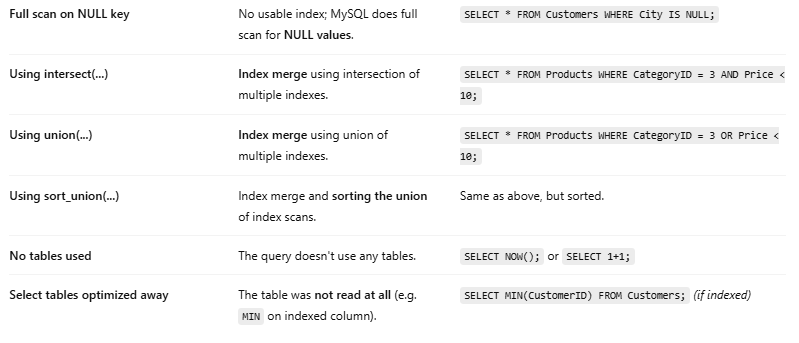 Full scan on NULL key
No usable index; MySQL does full
scan for NULL values.
SELECT * FROM Customers WHERE City IS NULL;
Using intersect(...)
Index merge using intersection of
multiple indexes.
SELECT * FROM Products WHERE CategoryID = 3 AND Price <
10;
Using union(...)
Index merge using union of
multiple indexes.
SELECT * FROM Products WHERE CategoryID = 3 OR Price <
10;
Using sort_union(...)
Index merge and sorting the union
of index scans.
Same as above, but sorted.
No tables used
The query doesn't use any tables.
SELECT NOW(); or SELECT 1+1;
Select tables optimized away
The table was not read at all (e.g.
MIN on indexed column).
SELECT MIN(CustomerID) FROM Customers; (if indexed)